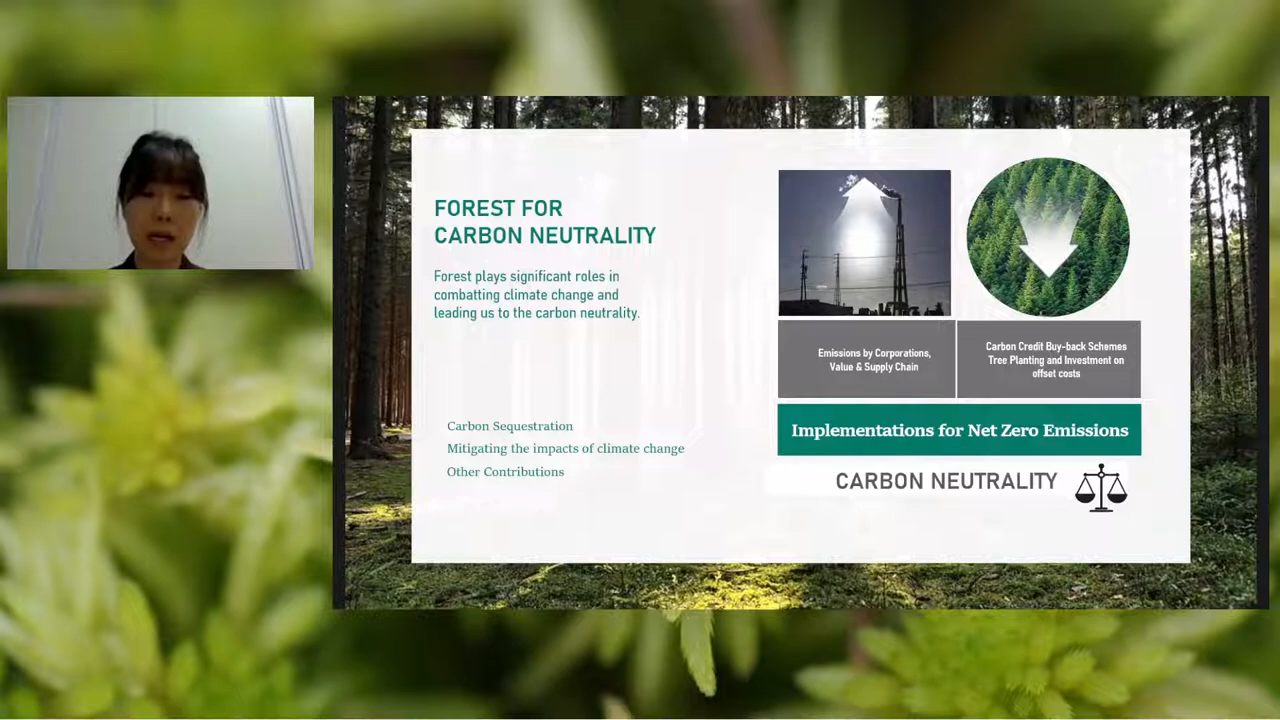 FOREST FOR
CARBON NEUTRALITY
Forest plays significant roles in
combatting climate change and
leading us to the carbon neutrality.
Carbon Sequestration
Mitigating the impacts of climate change
Other Contributions
Emissions by Corporations,
Value & Supply Chain
Carbon Credit Buy-back Schemes
Tree Planting and Investment on
offset costs
Implementations for Net Zero Emissions
CARBON NEUTRALITY